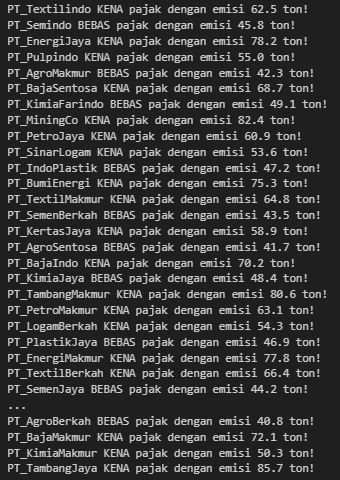 PT_Textilindo KENA pajak dengan emisi 62.5 ton!
PT_Semindo BEBAS pajak dengan emisi 45.8 ton!
PT_EnergiJaya KENA pajak dengan emisi 78.2 ton!
PT_Pulpindo KENA pajak dengan emisi 55.0 ton!
PT_AgroMakmur BEBAS pajak dengan emisi 42.3 ton!
PT_BajaSentosa KENA pajak dengan emisi 68.7 ton!
PT_KimiaFarindo BEBAS pajak dengan emisi 49.1 ton!
PT_MiningCo KENA pajak dengan emisi 82.4 ton!
PT_PetroJaya KENA pajak dengan emisi 60.9 ton!
PT_SinarLogam KENA pajak dengan emisi 53.6 ton!
PT_IndoPlastik BEBAS pajak dengan emisi 47.2 ton!
PT_BumiEnergi KENA pajak dengan emisi 75.3 ton!
PT_TextilMakmur KENA pajak dengan emisi 64.8 ton!
PT_SemenBerkah BEBAS pajak dengan emisi 43.5 ton!
PT_KertasJaya KENA pajak dengan emisi 58.9 ton!
PT_AgroSentosa BEBAS pajak dengan emisi 41.7 ton!
PT_BajaIndo KENA pajak dengan emisi 70.2 ton!
PT_KimiaJaya BEBAS pajak dengan emisi 48.4 ton!
PT_TambangMakmur KENA pajak dengan emisi 80.6 ton!
PT_PetroMakmur KENA pajak dengan emisi 63.1 ton!
PT_LogamBerkah KENA pajak dengan emisi 54.3 ton!
PT_PlastikJaya BEBAS pajak dengan emisi 46.9 ton!
PT_EnergiMakmur KENA pajak dengan emisi 77.8 ton!
PT_TextilBerkah KENA pajak dengan emisi 66.4 ton!
PT_SemenJaya BEBAS pajak dengan emisi 44.2 ton!
...
PT_AgroBerkah BEBAS pajak dengan emisi 40.8 ton!
PT_BajaMakmur KENA pajak dengan emisi 72.1 ton!
PT_KimiaMakmur KENA pajak dengan emisi 50.3 ton!
PT_TambangJaya KENA pajak dengan emisi 85.7 ton!